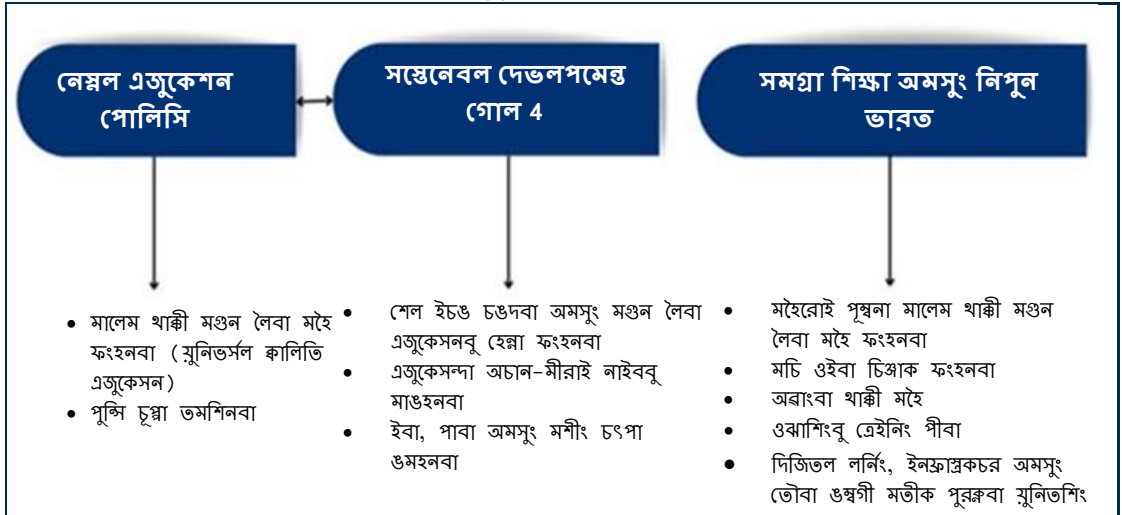 নেস্নল এজুকেশন
পোলিসি
সস্তেনেবল দেভলপমেন্ত
গোল 4
সমগ্রা শিক্ষা অমসুং নিপুন
ভারত
• মালেম থাক্কী মগুন লৈবা মহৈ
ফংহনবা (য়ুনিভর্সল ক্বালিতি
এজুকেসন)
• পুন্সি চুপ্পা তমশিনবা
• শেল ইচঙ চঙদবা অমসুং মগুন লৈবা
এজুকেসনবু হেন্না ফংহনবা
• এজুকেসন্দা অচান-মীরাই নাইববু
মাঙহনবা
• ইবা, পাবা অমসুং মশীং চৎপা
ঙমহনবা
• মহৈরোই পূম্বনা মালেম থাক্কী মগুন
লৈবা মহৈ ফংহনবা
• মচি ওইবা চিঞ্জাক ফংহনবা
• অৱাংবা থাক্কী মহৈ
• ওঝাশিংবু ত্রেইনিং পীবা
• দিজিতল লর্নিং, ইনফ্রাস্ত্রকচর অমসুং
তৌবা ঙম্বগী মতীক পুরক্নবা য়ুনিতশিং